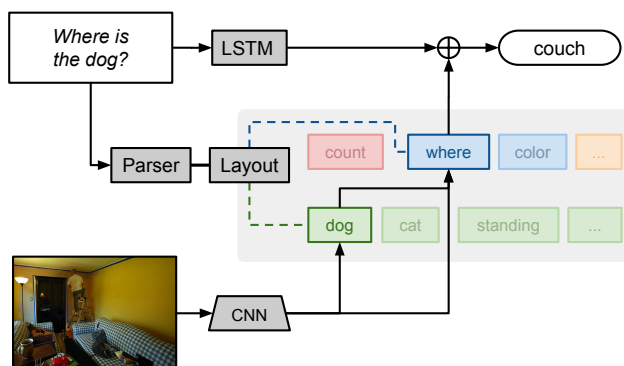 Where is
the dog?
LSTM
couch
count
where
color
...
Parser
Layout
dog
cat
standing
...
CNN